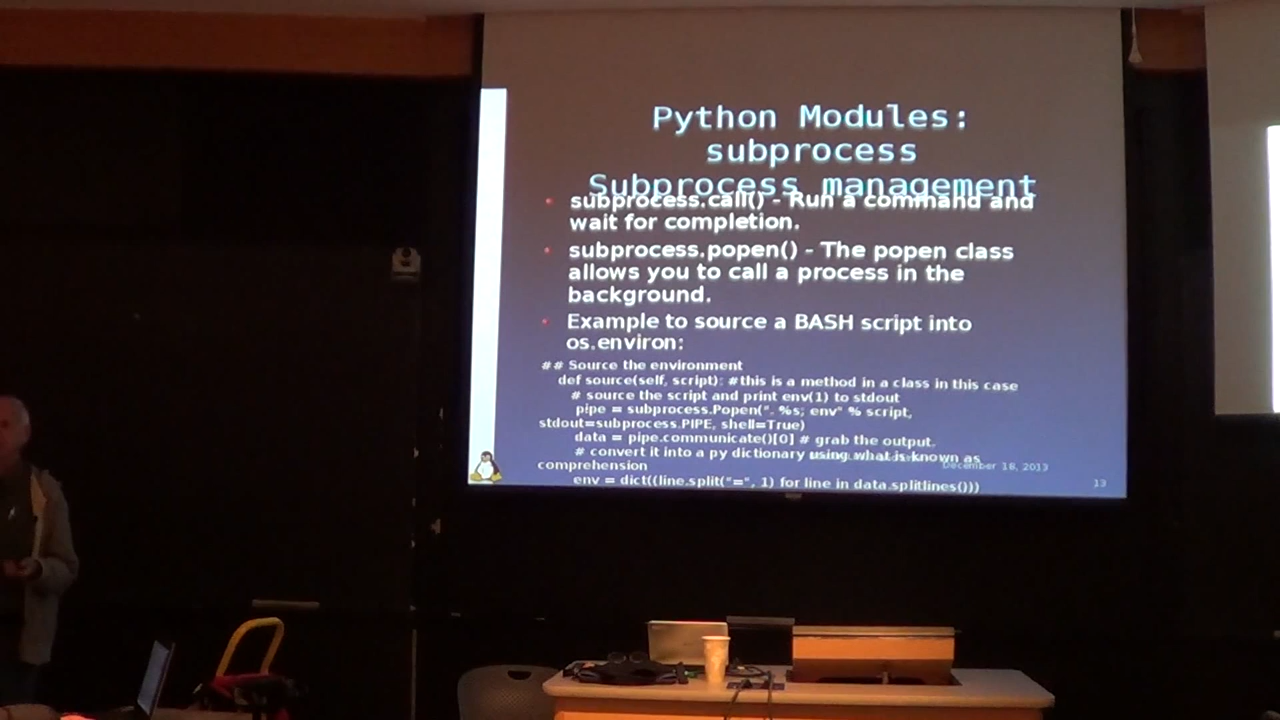 Python Modules:
subprocess
Subprocess management
• subprocess.call() - Run a command and
wait for completion.
• subprocess.popen() - The popen class
allows you to call a process in the
background.
• Example to source a BASH script into
os.environ:
## Source the environment
def source(self, script): #this is a method in a class in this case
# source the script and print env(1) to stdout
pipe = subprocess.Popen(". %s; env" % script,
stdout=subprocess.PIPE, shell=True)
data = pipe.communicate()[0] # grab the output.
# convert it into a py dictionary using what is known as
comprehension
env = dict((line.split("=", 1) for line in data.splitlines()))
December 18, 2013
13